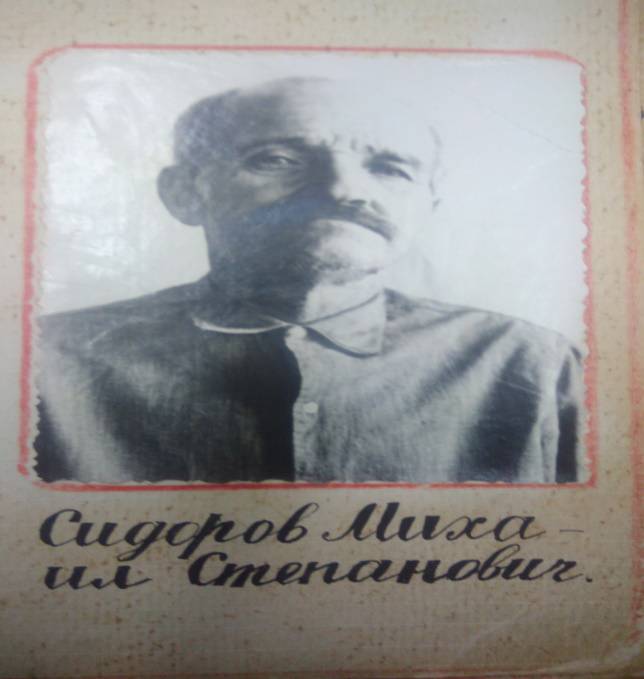 Сидоров Миха -
ил Степанович.